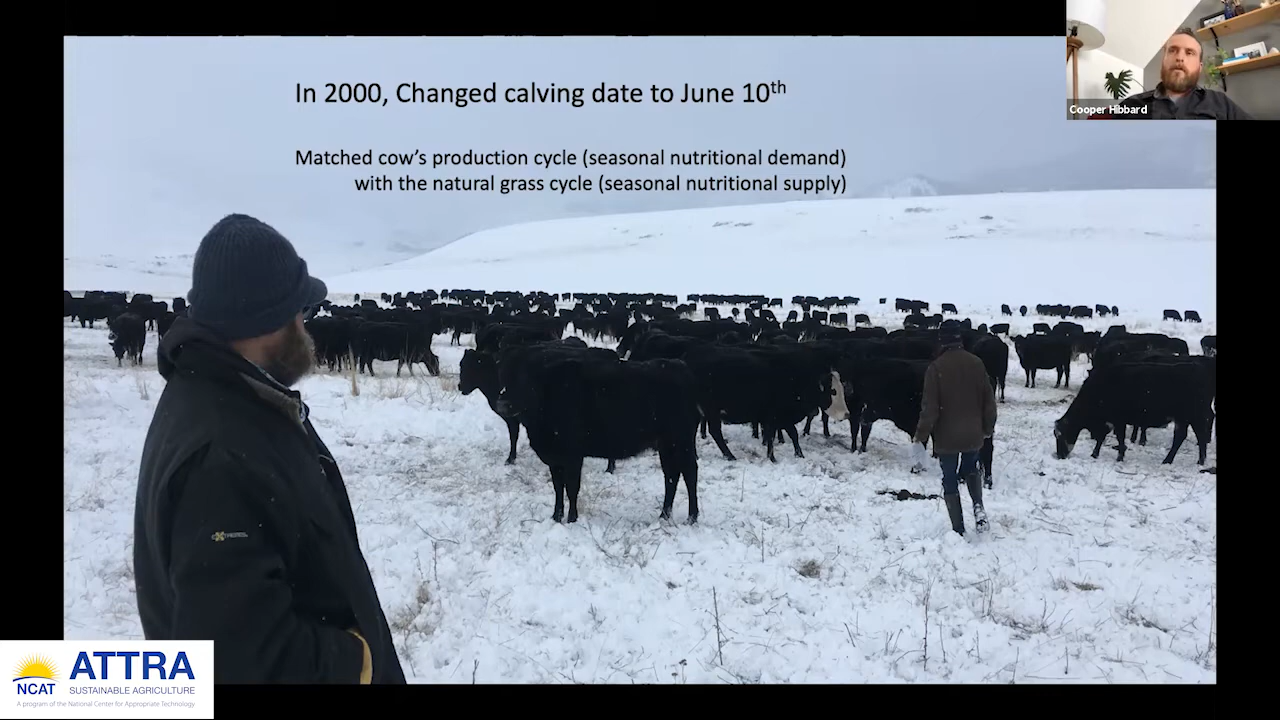 In 2000, Changed calving date to June 10th
Matched cow's production cycle (seasonal nutritional demand)
with the natural grass cycle (seasonal nutritional supply)
Cooper Hibbard
NCAT
ATTRA
SUSTAINABLE AGRICULTURE
A program of the National Center for Appropriate Technology